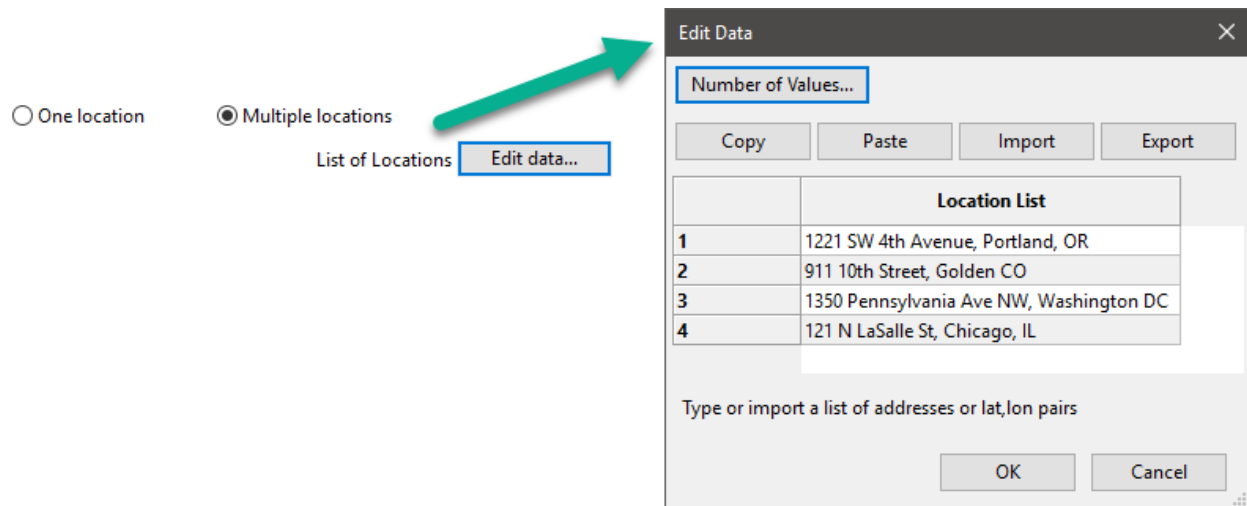 One location
Multiple locations
List of Locations
Edit data...
Edit Data
Number of Values...
Copy
Paste
Import
Export
Location List
1 1221 SW 4th Avenue, Portland, OR
2 911 10th Street, Golden CO
3 1350 Pennsylvania Ave NW, Washington DC
4 121 N LaSalle St, Chicago, IL
Type or import a list of addresses or lat,lon pairs
OK
Cancel